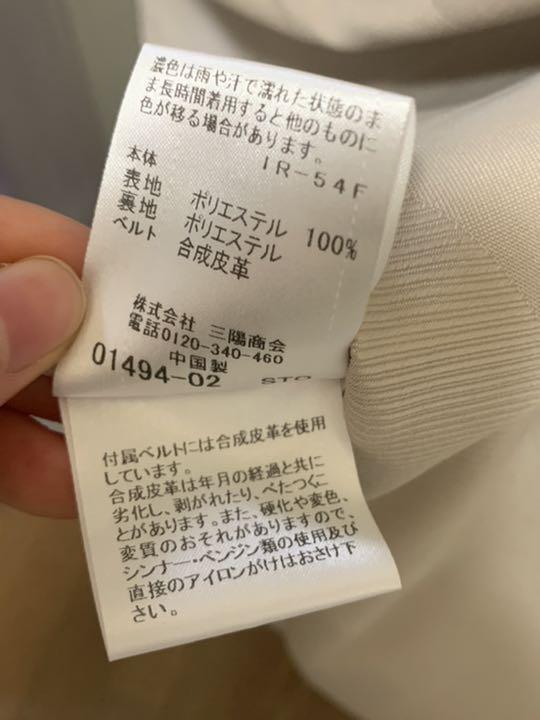 濃色は雨や汗で濡れた状態のま
ま長時間着用すると他のものに
色が移る場合があります。
IR-54F
本体
表地 ポリエステル
裏地 ポリエステル 100%
ベルト 合成皮革
株式会社 三陽商会
電話0120-340-460
中国製
01494-02 STO
付属ベルトには合成皮革を使用
しています。
合成皮革は年月の経過と共に
劣化し、剥がれたり、べたつくこ
とがあります。また、硬化や変色、
変質のおそれがありますので、
シンナー・ベンジン類の使用及び
直接のアイロンがけはおさけ下
さい。